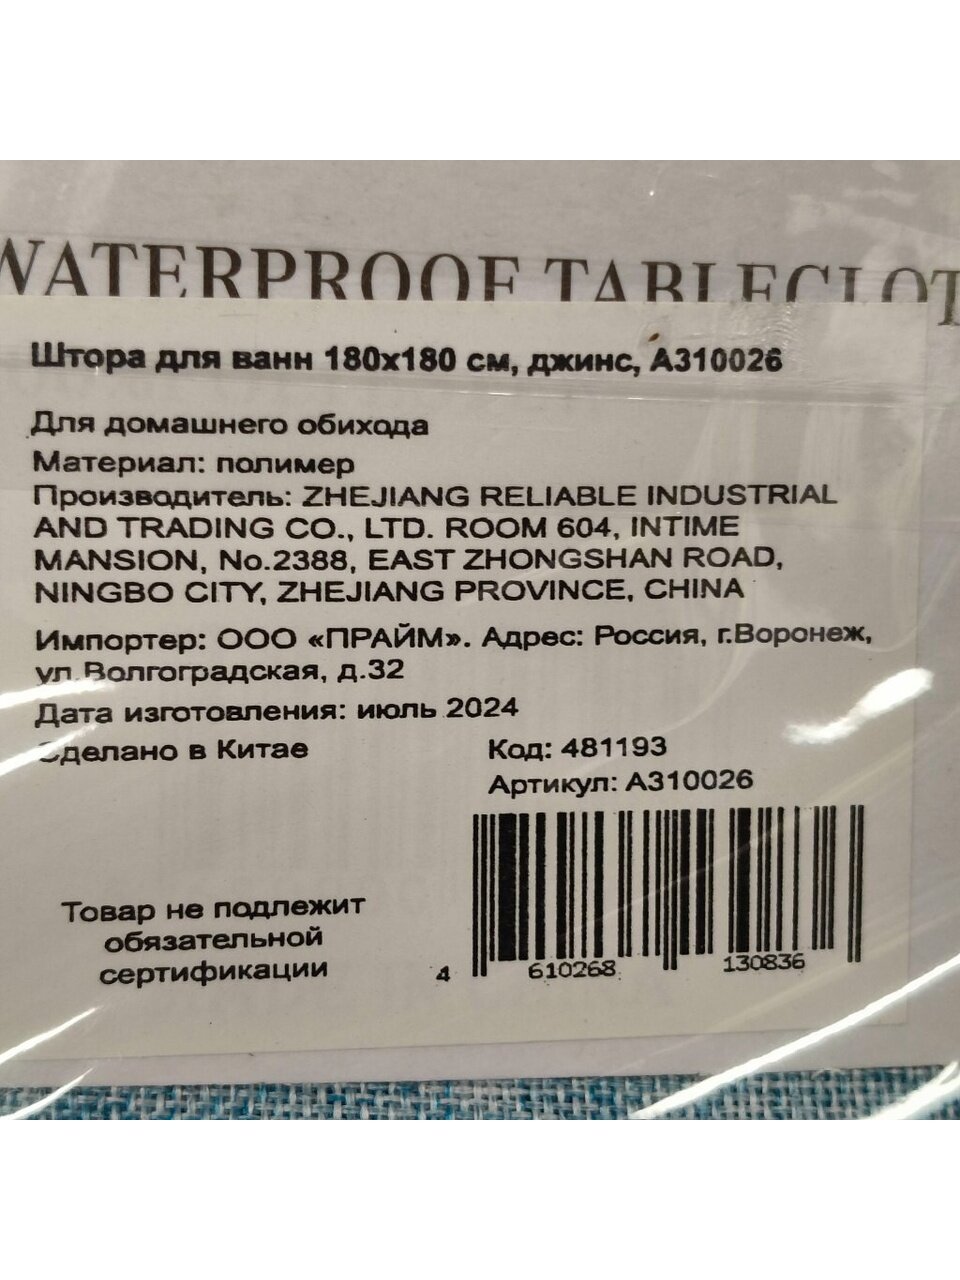 WATERPROOF TABLECLOT
Штора для ванн 180х180 см, джинс, А310026
Для домашнего обихода
Материал: полимер
Производитель: ZHEJIANG RELIABLE INDUSTRIAL
AND TRADING CO., LTD. ROOM 604, INTIME
MANSION, No.2388, EAST ZHONGSHAN ROAD,
NINGBO CITY, ZHEJIANG PROVINCE, CHINA
Импортер: ООО «ПРАЙМ». Адрес: Россия, г.Воронеж,
ул.Волгоградская, д.32
Дата изготовления: июль 2024
Сделано в Китае
Код: 481193
Артикул: А310026
Товар не подлежит
обязательной
сертификации
4 610268 130836